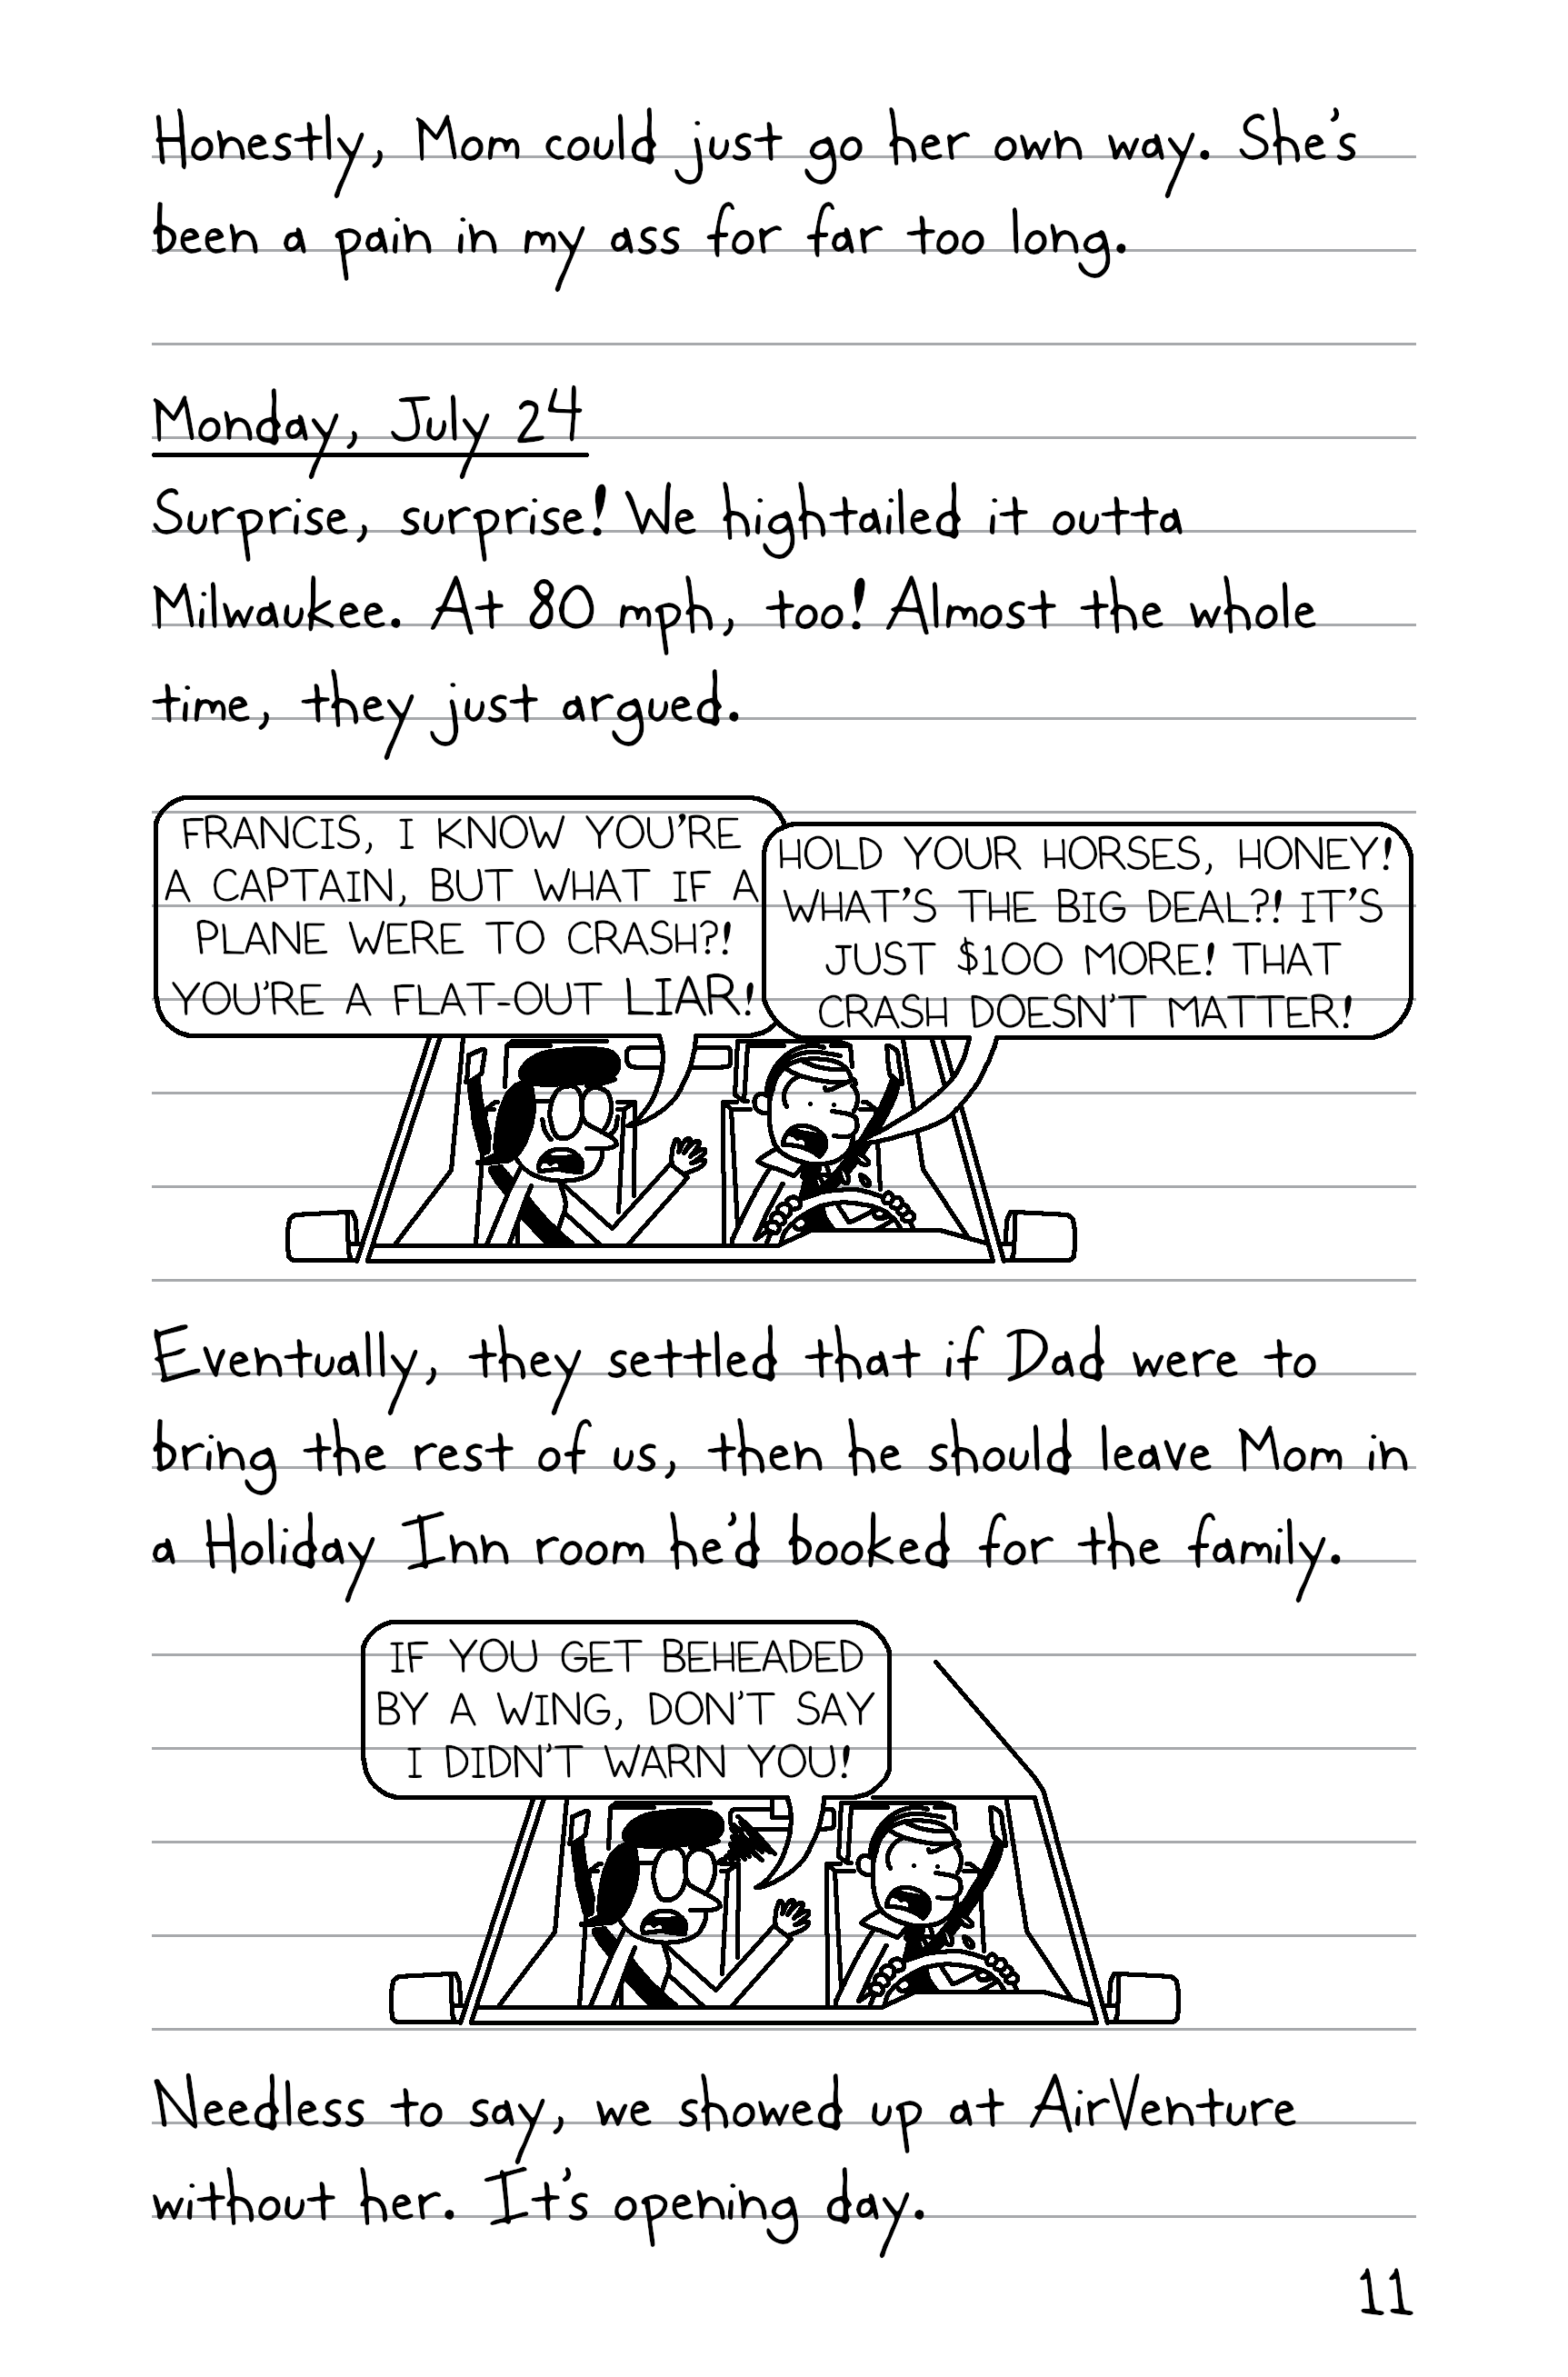 Honestly, Mom could just go her own way. She's
been a pain in my ass for far too long.
Monday, July 24
Surprise, surprise! We hightailed it outta
Milwaukee. At 80 mph, too! Almost the whole
time, they just argued.
FRANCIS, I KNOW YOU'RE
A CAPTAIN, BUT WHAT IF A
PLANE WERE TO CRASH?!
YOU'RE A FLAT-OUT LIAR!
HOLD YOUR HORSES, HONEY!
WHAT'S THE BIG DEAL?! IT'S
JUST $100 MORE! THAT
CRASH DOESN'T MATTER!
Eventually, they settled that if Dad were to
bring the rest of us, then he should leave Mom in
a Holiday Inn room he'd booked for the family.
IF YOU GET BEHEADED
BY A WING, DON'T SAY
I DIDN'T WARN YOU!
Needless to say, we showed up at AirVenture
without her. It's opening day.
11